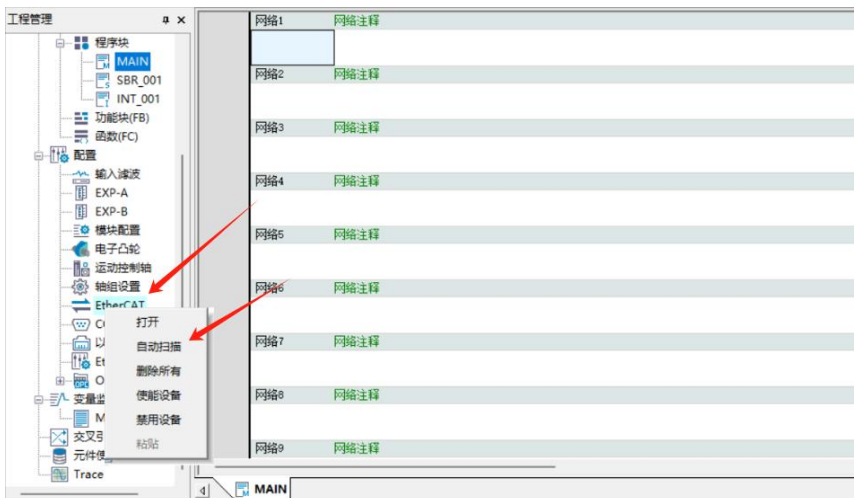 工程管理
程序块
MAIN
SBR_001
INT_001
功能块(FB)
函数(FC)
配置
输入滤波
EXP-A
EXP-B
模块配置
电子凸轮
运动控制轴
轴组设置
EtherCAT
打开
自动扫描
删除所有
使能设备
禁用设备
粘贴
C
以
Et
O
变量监
M
交叉引
元件使
Trace
网络1 网络注释
网络2 网络注释
网络3 网络注释
网络4 网络注释
网络5 网络注释
网络6 网络注释
网络7 网络注释
网络8 网络注释
网络9 网络注释
MAIN